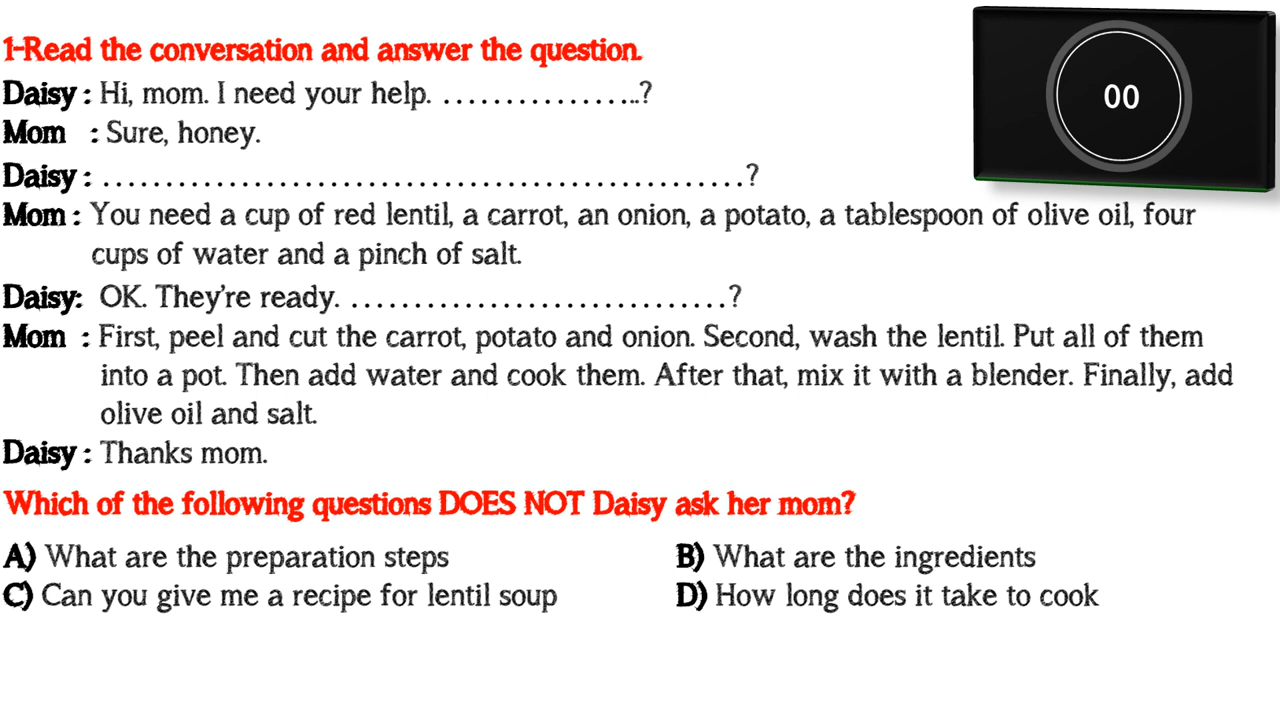 1-Read the conversation and answer the question.
00
Daisy : Hi, mom. I need your help. ……………..?
Mom : Sure, honey.
Daisy : ……………………………………………?
Mom : You need a cup of red lentil, a carrot, an onion, a potato, a tablespoon of olive oil, four
cups of water and a pinch of salt.
Daisy: OK. They're ready. …………………………?
Mom : First, peel and cut the carrot, potato and onion. Second, wash the lentil. Put all of them
into a pot. Then add water and cook them. After that, mix it with a blender. Finally, add
olive oil and salt.
Daisy : Thanks mom.
Which of the following questions DOES NOT Daisy ask her mom?
A) What are the preparation steps B) What are the ingredients
C) Can you give me a recipe for lentil soup D) How long does it take to cook